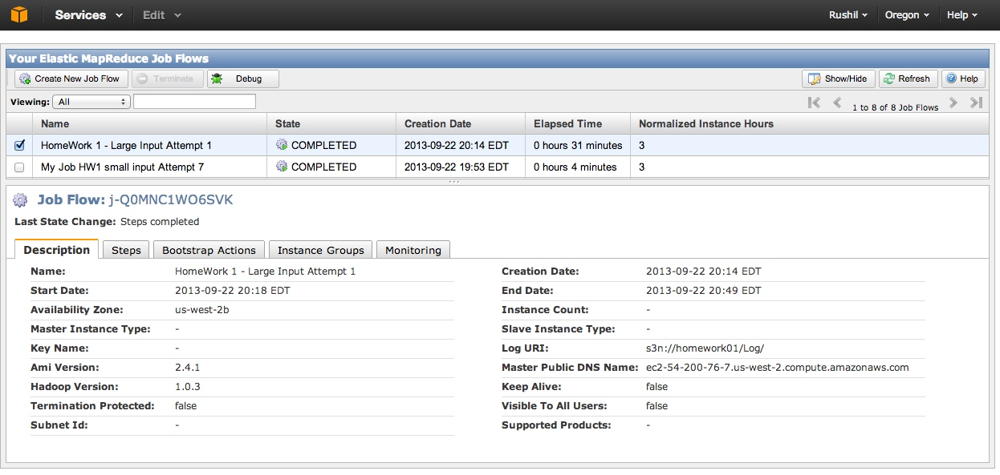 Services Edit Rushil Oregon Help
Your Elastic MapReduce Job Flows
Create New Job Flow Terminate Debug Show/Hide Refresh Help
Viewing: All 1 to 8 of 8 Job Flows
Name State Creation Date Elapsed Time Normalized Instance Hours
HomeWork 1 - Large Input Attempt 1 COMPLETED 2013-09-22 20:14 EDT 0 hours 31 minutes 3
My Job HW1 small input Attempt 7 COMPLETED 2013-09-22 19:53 EDT 0 hours 4 minutes 3
Job Flow: j-Q0MNC1WO6SVK
Last State Change: Steps completed
Description Steps Bootstrap Actions Instance Groups Monitoring
Name: HomeWork 1 - Large Input Attempt 1 Creation Date: 2013-09-22 20:14 EDT
Start Date: 2013-09-22 20:18 EDT End Date: 2013-09-22 20:49 EDT
Availability Zone: us-west-2b Instance Count: -
Master Instance Type: - Slave Instance Type: -
Key Name: - Log URI: s3n://homework01/Log/
Ami Version: 2.4.1 Master Public DNS Name: ec2-54-200-76-7.us-west-2.compute.amazonaws.com
Hadoop Version: 1.0.3 Keep Alive: false
Termination Protected: false Visible To All Users: false
Subnet Id: - Supported Products: -